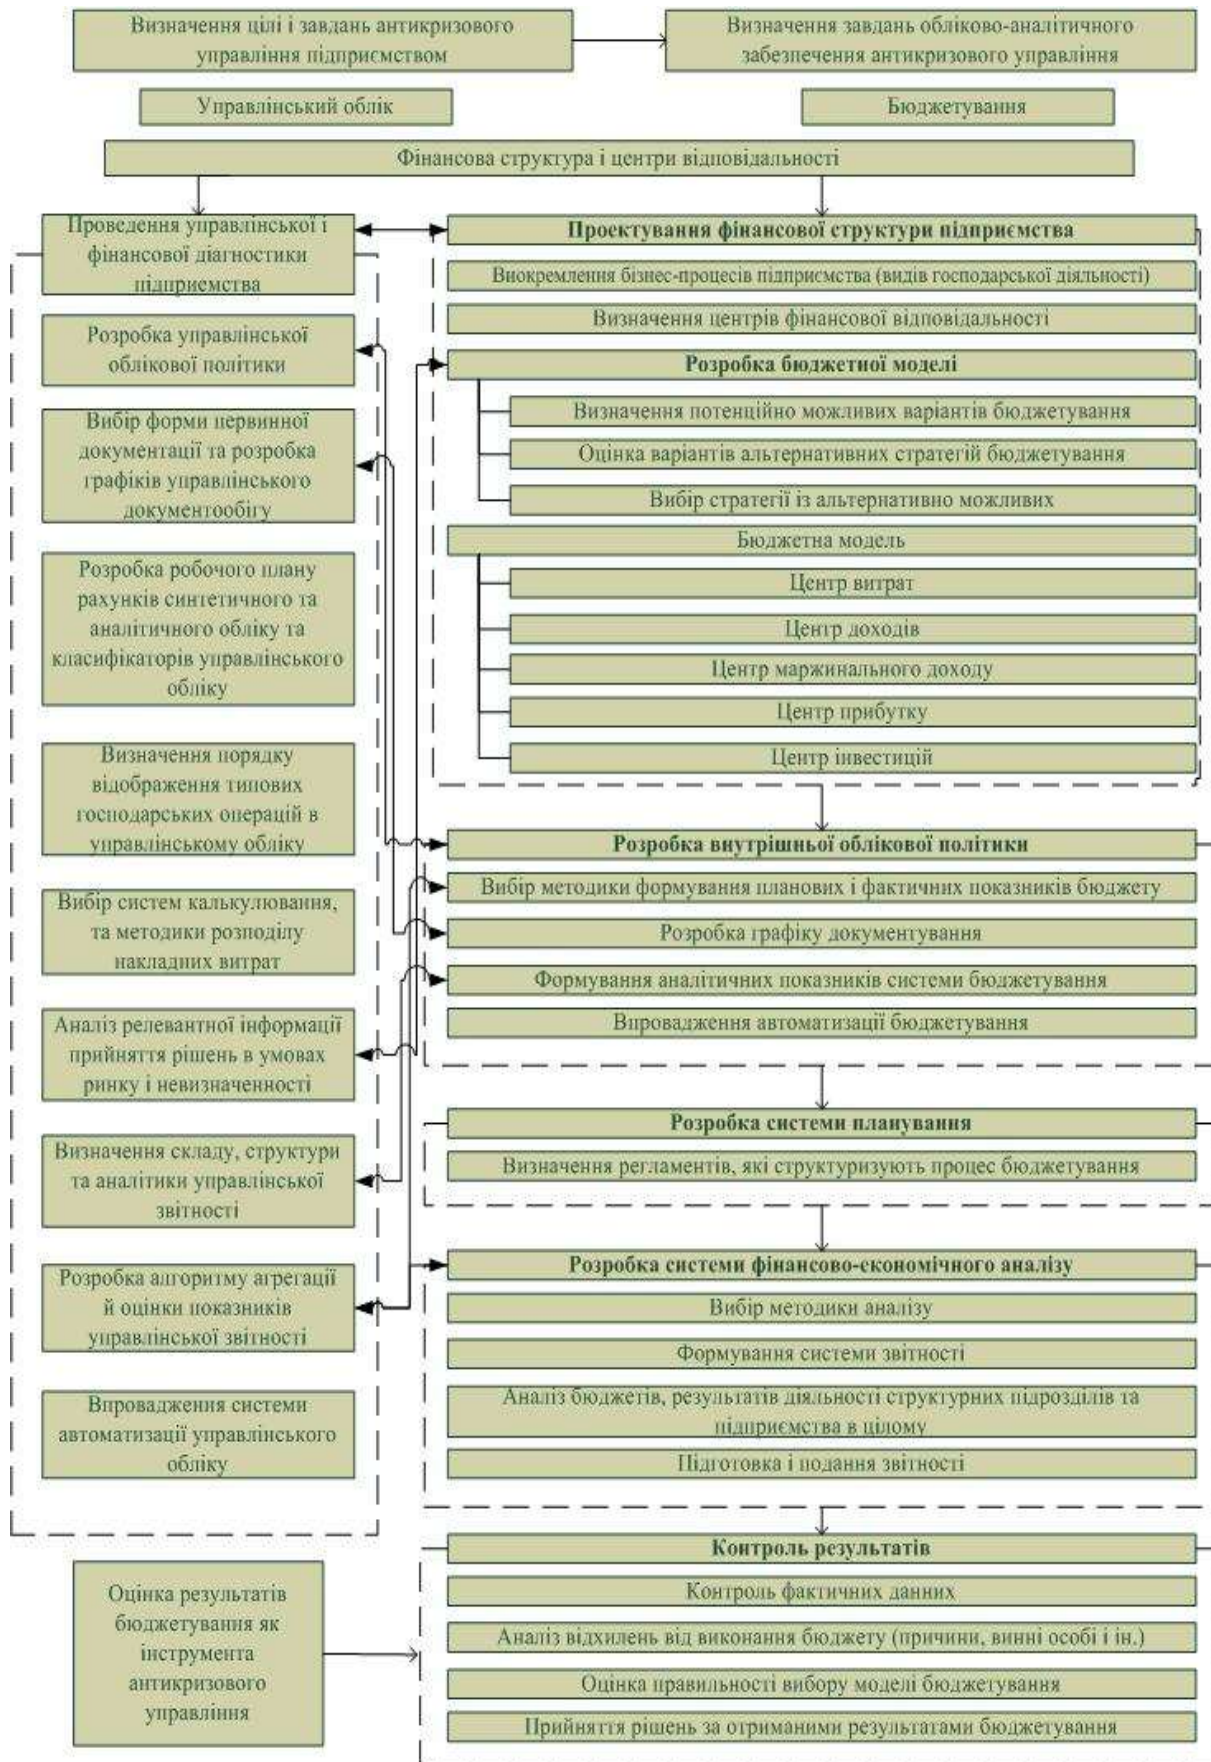 Визначення цілі і завдань антикризового
управління підприємством
Визначення завдань обліково-аналітичного
забезпечення антикризового управління
Управлінський облік
Бюджетування
Фінансова структура і центри відповідальності
Проведення управлінської і
фінансової діагностики
підприємства
Розробка управлінської
облікової політики
Вибір форми первинної
документації та розробка
графіків управлінського
документообігу
Розробка робочого плану
рахунків синтетичного та
аналітичного обліку та
класифікаторів управлінського
обліку
Визначення порядку
відображення типових
господарських операцій в
управлінському обліку
Вибір систем калькулювання,
та методики розподілу
накладних витрат
Аналіз релевантної інформації
прийняття рішень в умовах
ринку і невизначенності
Визначення складу, структури
та аналітики управлінської
звітності
Розробка алгоритму агрегації
й оцінки показників
управлінської звітності
Впровадження системи
автоматизації управлінського
обліку
Проектування фінансової структури підприємства
Виокремлення бізнес-процесів підприємства (видів господарської діяльності)
Визначення центрів фінансової відповідальності
Розробка бюджетної моделі
Визначення потенційно можливих варіантів бюджетування
Оцінка варіантів альтернативних стратегій бюджетування
Вибір стратегії із альтернативно можливих
Бюджетна модель
Центр витрат
Центр доходів
Центр маржинального доходу
Центр прибутку
Центр інвестицій
Розробка внутрішньої облікової політики
Вибір методики формування планових і фактичних показників бюджету
Розробка графіку документування
Формування аналітичних показників системи бюджетування
Впровадження автоматизації бюджетування
Розробка системи планування
Визначення регламентів, які структуризують процес бюджетування
Розробка системи фінансово-економічного аналізу
Вибір методики аналізу
Формування системи звітності
Аналіз бюджетів, результатів діяльності структурних підрозділів та
підприємства в цілому
Підготовка і подання звітності
Контроль результатів
Контроль фактичних данних
Аналіз відхилень від виконання бюджету (причини, винні особі і ін.)
Оцінка правильності вибору моделі бюджетування
Прийняття рішень за отриманими результатами бюджетування
Оцінка результатів
бюджетування як
інструмента
антикризового
управління